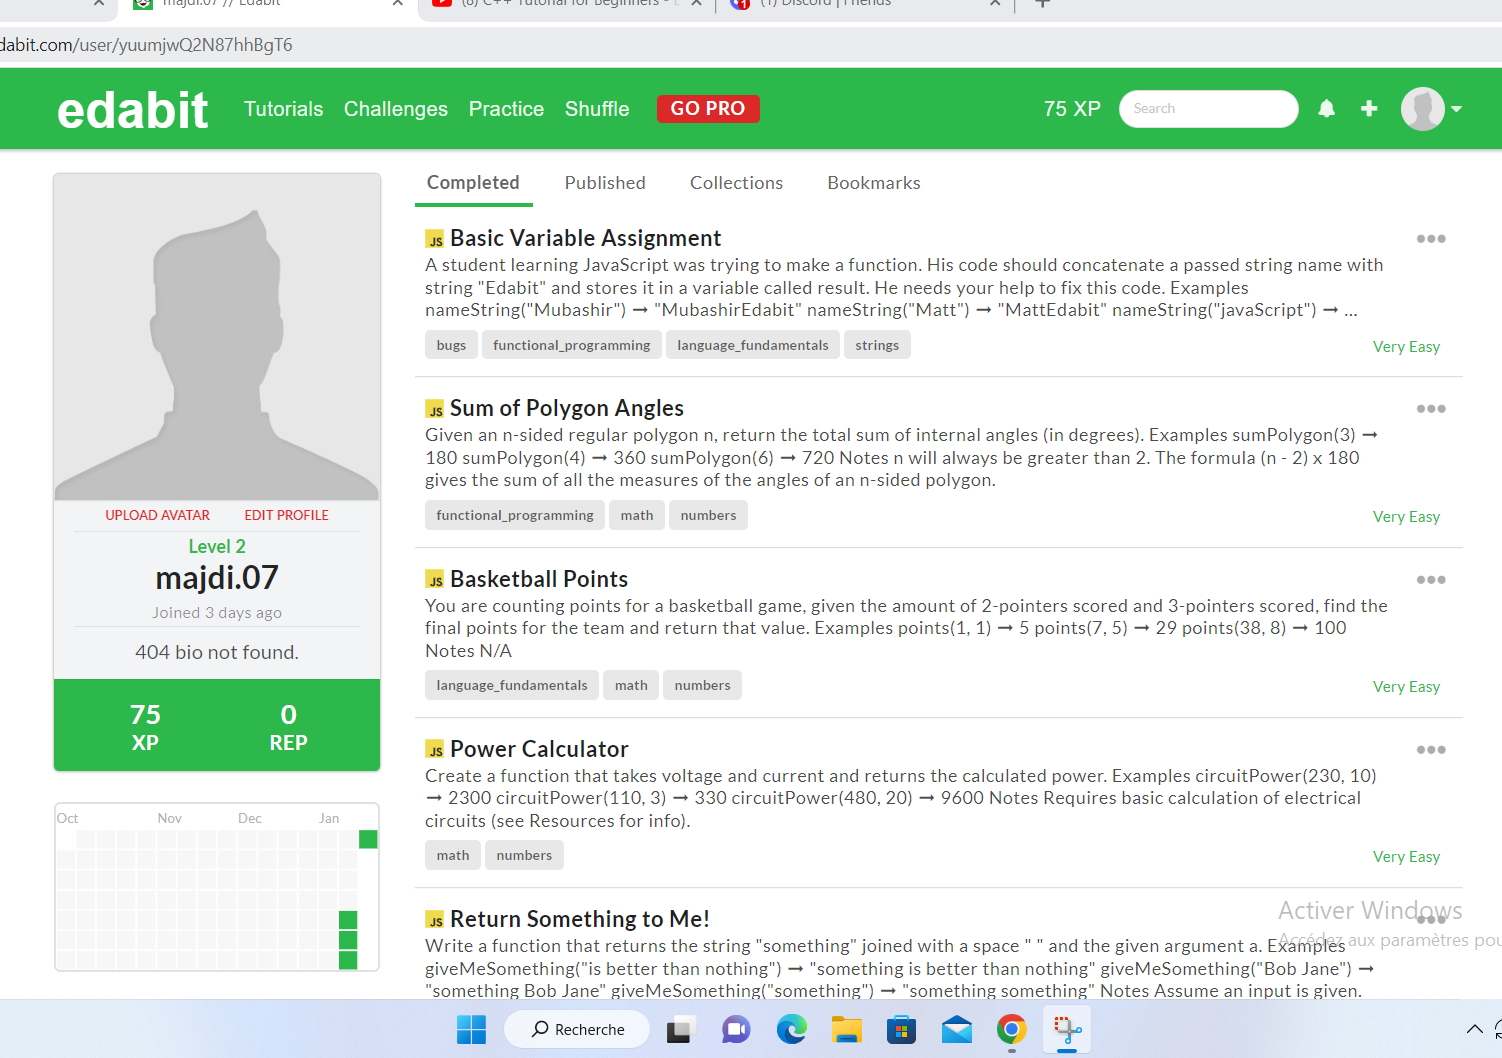 majdi.07 // Edabit
(8) C++ Tutorial for Beginners -
(1) Discord | Friends
dabit.com/user/yuumjwQ2N87hhBgT6
edabit Tutorials Challenges Practice Shuffle GO PRO 75 XP Search
Completed Published Collections Bookmarks
UPLOAD AVATAR EDIT PROFILE
Level 2
majdi.07
Joined 3 days ago
404 bio not found.
75 0
XP REP
Oct Nov Dec Jan
JS Basic Variable Assignment
A student learning JavaScript was trying to make a function. His code should concatenate a passed string name with
string "Edabit" and stores it in a variable called result. He needs your help to fix this code. Examples
nameString("Mubashir") ➞ "MubashirEdabit" nameString("Matt") ➞ "MattEdabit" nameString("javaScript") ➞ ...
bugs functional_programming language_fundamentals strings
Very Easy
JS Sum of Polygon Angles
Given an n-sided regular polygon n, return the total sum of internal angles (in degrees). Examples sumPolygon(3) ➞
180 sumPolygon(4) ➞ 360 sumPolygon(6) ➞ 720 Notes n will always be greater than 2. The formula (n - 2) x 180
gives the sum of all the measures of the angles of an n-sided polygon.
functional_programming math numbers
Very Easy
JS Basketball Points
You are counting points for a basketball game, given the amount of 2-pointers scored and 3-pointers scored, find the
final points for the team and return that value. Examples points(1, 1) ➞ 5 points(7, 5) ➞ 29 points(38, 8) ➞ 100
Notes N/A
language_fundamentals math numbers
Very Easy
JS Power Calculator
Create a function that takes voltage and current and returns the calculated power. Examples circuitPower(230, 10)
➞ 2300 circuitPower(110, 3) ➞ 330 circuitPower(480, 20) ➞ 9600 Notes Requires basic calculation of electrical
circuits (see Resources for info).
math numbers
Very Easy
JS Return Something to Me!
Write a function that returns the string "something" joined with a space " " and the given argument a. Examples
giveMeSomething("is better than nothing") ➞ "something is better than nothing" giveMeSomething("Bob Jane") ➞
"something Bob Jane" giveMeSomething("something") ➞ "something something" Notes Assume an input is given.
Activer Windows
Accédez aux paramètres pou
Recherche